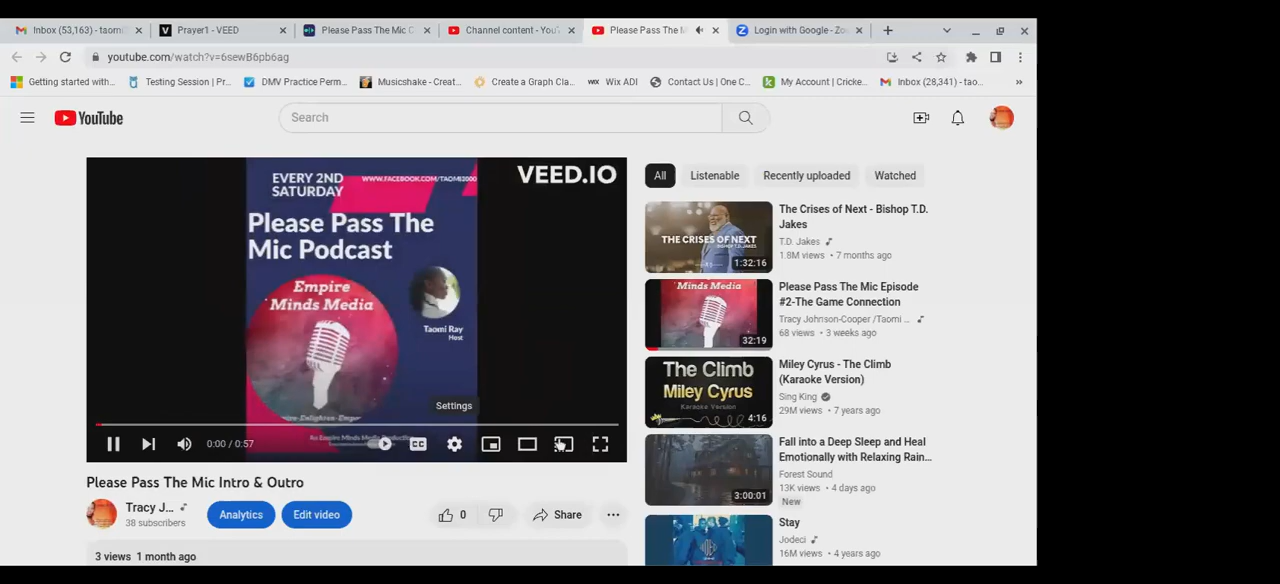 Inbox (53,163) - taomi
Prayer1 - VEED
Please Pass The Mic C
Channel content - YouT
Please Pass The M
Login with Google - Zoo
youtube.com/watch?v=6sewB6pb6ag
Getting started with...
Testing Session | Pr...
DMV Practice Perm...
Musicshake - Creat...
Create a Graph Cla...
WIX Wix ADI
Contact Us | One C...
My Account | Cricke...
Inbox (28,341) - tao...
»
YouTube
Search
EVERY 2ND
SATURDAY
WWW.FACEBOOK.COM/TAOMI2000
VEED.IO
Please Pass The
Mic Podcast
Empire
Minds Media
Taomi Ray
Host
Settings
An Empire Minds Media Production
0:00 / 0:57
CC
Please Pass The Mic Intro & Outro
Tracy J...
38 subscribers
Analytics
Edit video
0
Share
3 views 1 month ago
All
Listenable
Recently uploaded
Watched
THE CRISES OF NEXT
BISHOP T.D. JAKES
1:32:16
The Crises of Next - Bishop T.D.
Jakes
T.D. Jakes
1.8M views • 7 months ago
Minds Media
32:19
Please Pass The Mic Episode
#2-The Game Connection
Tracy Johnson-Cooper /Taomi ...
68 views • 3 weeks ago
The Climb
Miley Cyrus
Karaoke Version
4:16
Miley Cyrus - The Climb
(Karaoke Version)
Sing King
29M views • 7 years ago
3:00:01
Fall into a Deep Sleep and Heal
Emotionally with Relaxing Rain...
Forest Sound
13K views • 4 days ago
New
Stay
Jodeci
16M views • 4 years ago